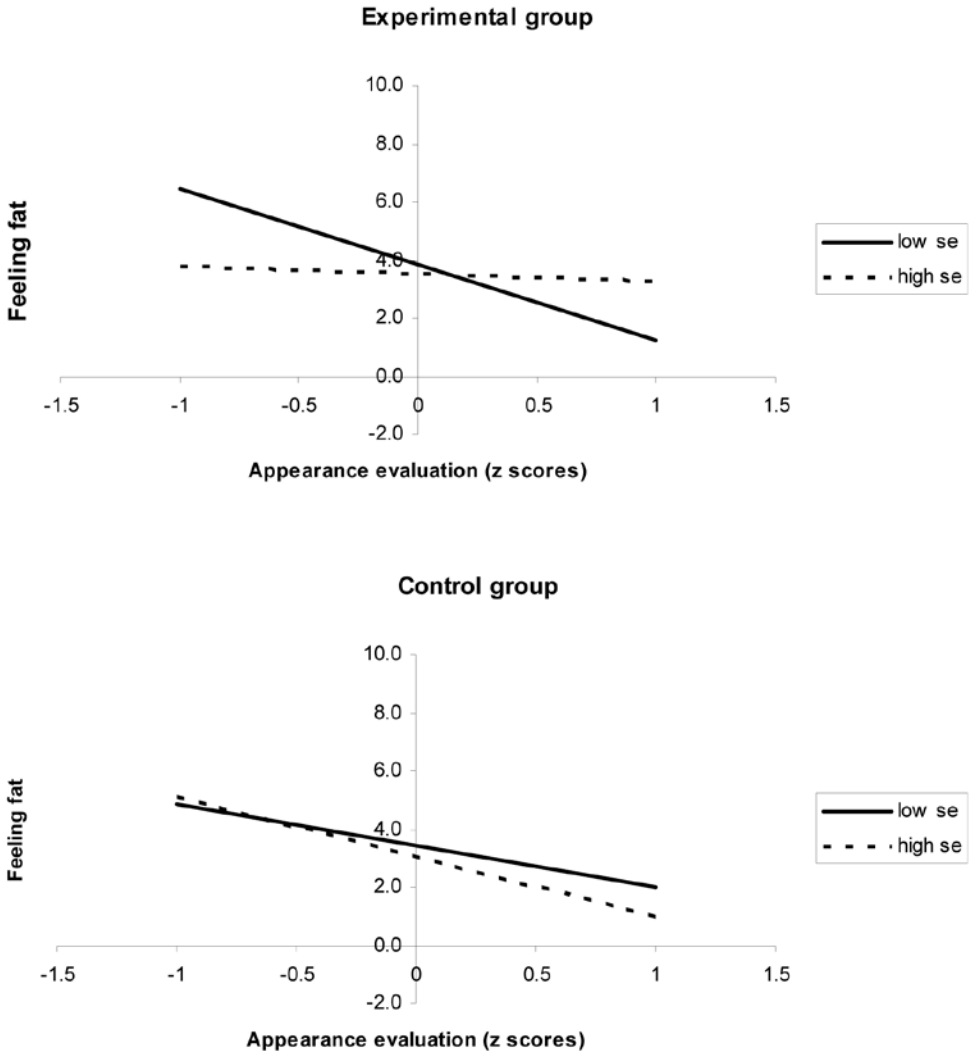 Experimental group
10.0
8.0
6.0
4.0
2.0
0.0
-2.0
-1.5 -1 -0.5 0 0.5 1 1.5
Feeling fat
Appearance evaluation (z scores)
low se
high se
Control group
10.0
8.0
6.0
4.0
2.0
0.0
-2.0
-1.5 -1 -0.5 0 0.5 1 1.5
Feeling fat
Appearance evaluation (z scores)
low se
high se